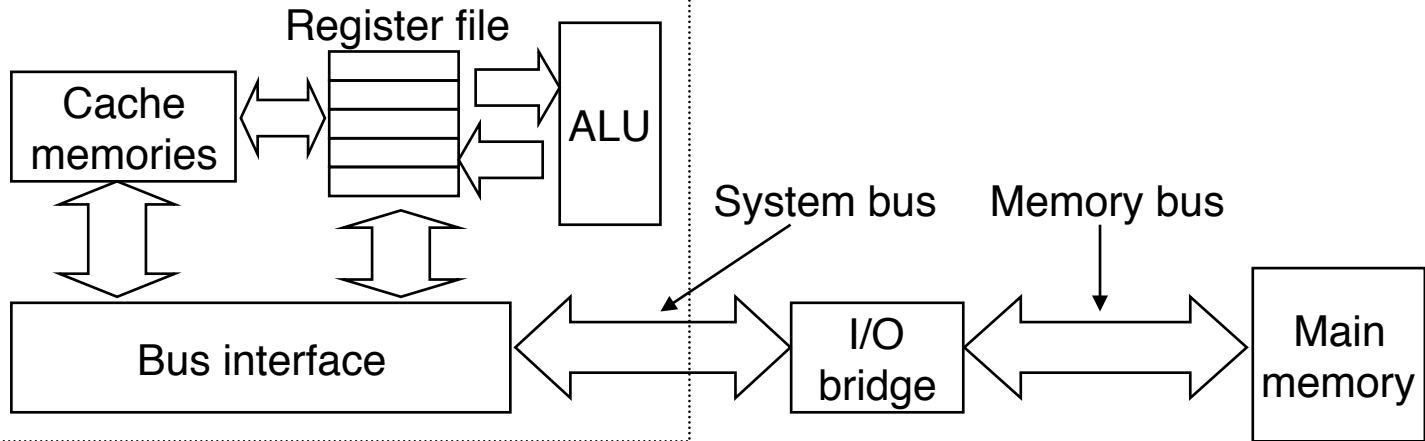 Register file
Cache
memories
ALU
System bus
Memory bus
Bus interface
I/O
bridge
Main
memory